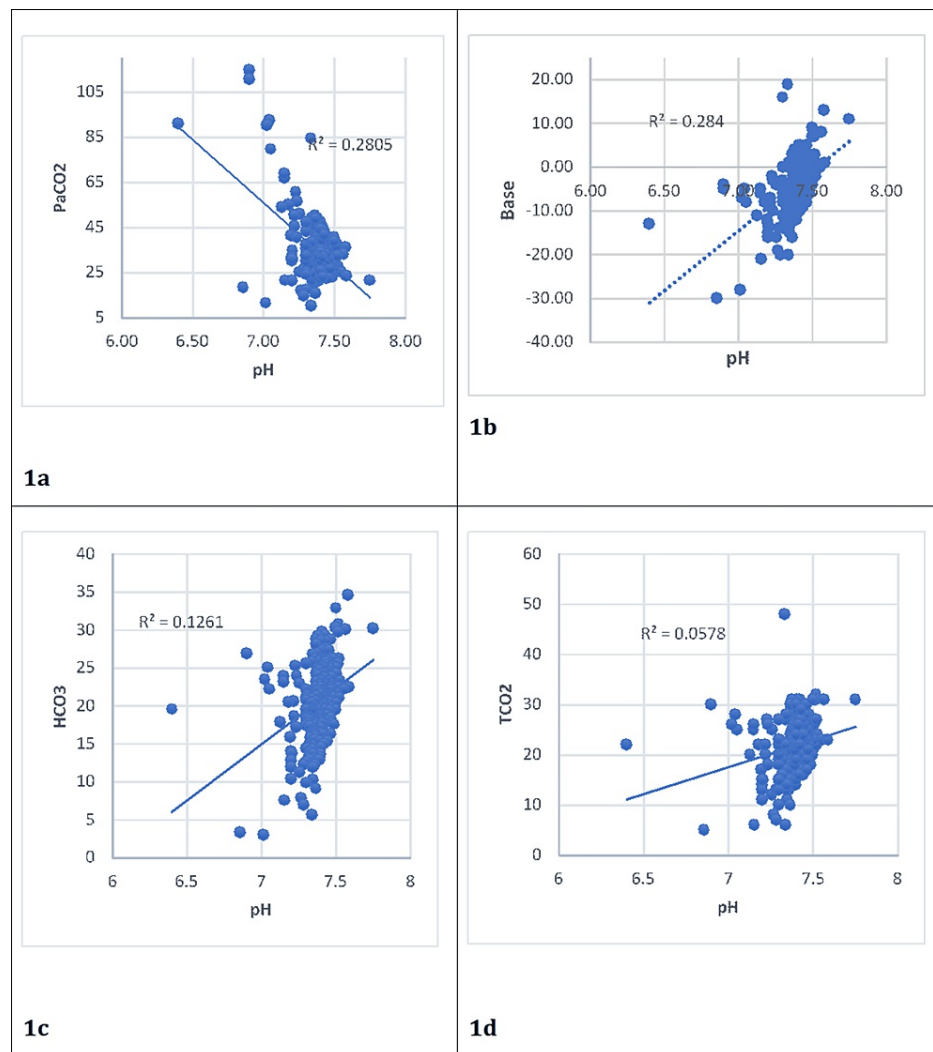 PaCO2
105
85
65
45
25
5
R² = 0.2805
6.00 6.50 7.00 7.50 8.00
pH
1a
Base
20.00
10.00
0.00
-10.00
-20.00
-30.00
-40.00
R² = 0.284
6.00 6.50 7.00 7.50 8.00
pH
1b
HCO3
40
35
30
25
20
15
10
5
0
R² = 0.1261
6 6.5 7 7.5 8
pH
1c
TCO2
60
50
40
30
20
10
0
R² = 0.0578
6 6.5 7 7.5 8
pH
1d